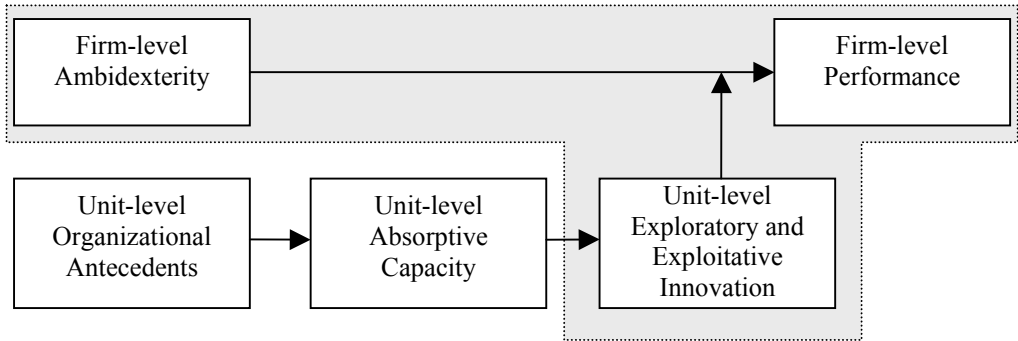 Firm-level
Ambidexterity
Firm-level
Performance
Unit-level
Organizational
Antecedents
Unit-level
Absorptive
Capacity
Unit-level
Exploratory and
Exploitative
Innovation